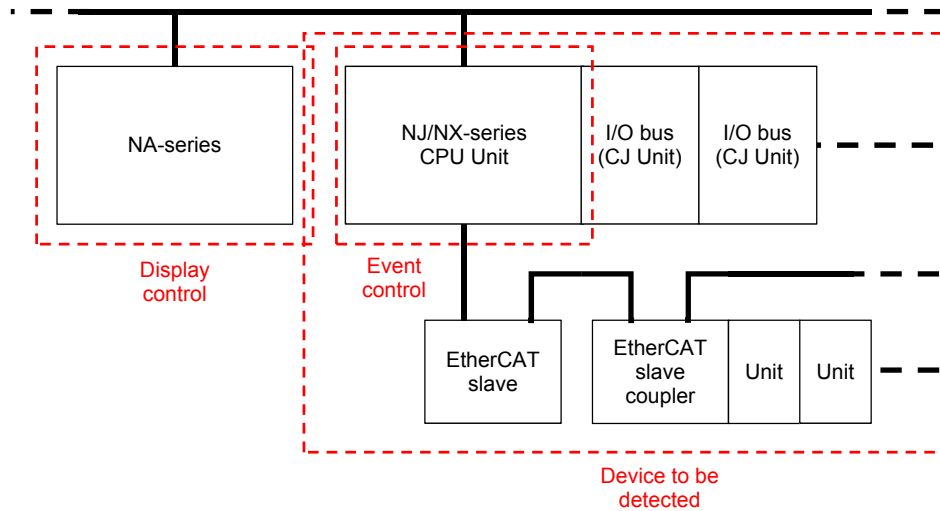 NA-series
NJ/NX-series
CPU Unit
I/O bus
(CJ Unit)
I/O bus
(CJ Unit)
Display
control
Event
control
EtherCAT
slave
EtherCAT
slave
coupler
Unit
Unit
Device to be
detected